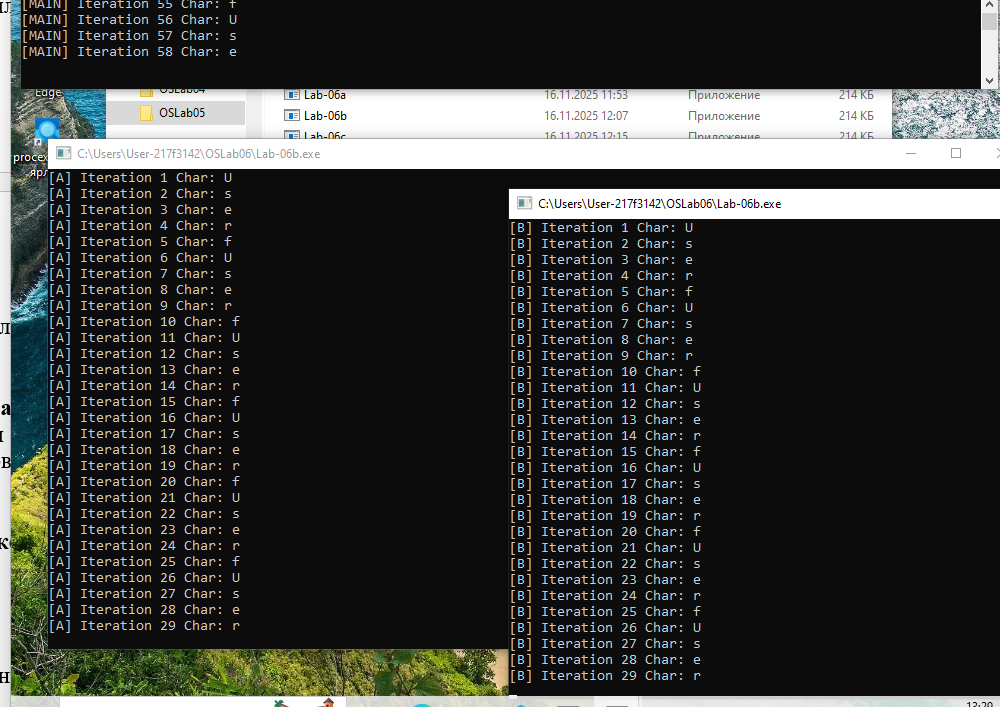 [MAIN] Iteration 55 Char: f
[MAIN] Iteration 56 Char: U
[MAIN] Iteration 57 Char: s
[MAIN] Iteration 58 Char: e
Edge
OSLab04
OSLab05
Lab-06a 16.11.2025 11:53 Приложение 214 КБ
Lab-06b 16.11.2025 12:07 Приложение 214 КБ
Lab-06c 16.11.2025 12:15 Приложение 214 КБ
procex
ярл
C:\Users\User-217f3142\OSLab06\Lab-06b.exe
[A] Iteration 1 Char: U
[A] Iteration 2 Char: s
[A] Iteration 3 Char: e
[A] Iteration 4 Char: r
[A] Iteration 5 Char: f
[A] Iteration 6 Char: U
[A] Iteration 7 Char: s
[A] Iteration 8 Char: e
[A] Iteration 9 Char: r
[A] Iteration 10 Char: f
[A] Iteration 11 Char: U
[A] Iteration 12 Char: s
[A] Iteration 13 Char: e
[A] Iteration 14 Char: r
[A] Iteration 15 Char: f
[A] Iteration 16 Char: U
[A] Iteration 17 Char: s
[A] Iteration 18 Char: e
[A] Iteration 19 Char: r
[A] Iteration 20 Char: f
[A] Iteration 21 Char: U
[A] Iteration 22 Char: s
[A] Iteration 23 Char: e
[A] Iteration 24 Char: r
[A] Iteration 25 Char: f
[A] Iteration 26 Char: U
[A] Iteration 27 Char: s
[A] Iteration 28 Char: e
[A] Iteration 29 Char: r
C:\Users\User-217f3142\OSLab06\Lab-06b.exe
[B] Iteration 1 Char: U
[B] Iteration 2 Char: s
[B] Iteration 3 Char: e
[B] Iteration 4 Char: r
[B] Iteration 5 Char: f
[B] Iteration 6 Char: U
[B] Iteration 7 Char: s
[B] Iteration 8 Char: e
[B] Iteration 9 Char: r
[B] Iteration 10 Char: f
[B] Iteration 11 Char: U
[B] Iteration 12 Char: s
[B] Iteration 13 Char: e
[B] Iteration 14 Char: r
[B] Iteration 15 Char: f
[B] Iteration 16 Char: U
[B] Iteration 17 Char: s
[B] Iteration 18 Char: e
[B] Iteration 19 Char: r
[B] Iteration 20 Char: f
[B] Iteration 21 Char: U
[B] Iteration 22 Char: s
[B] Iteration 23 Char: e
[B] Iteration 24 Char: r
[B] Iteration 25 Char: f
[B] Iteration 26 Char: U
[B] Iteration 27 Char: s
[B] Iteration 28 Char: e
[B] Iteration 29 Char: r